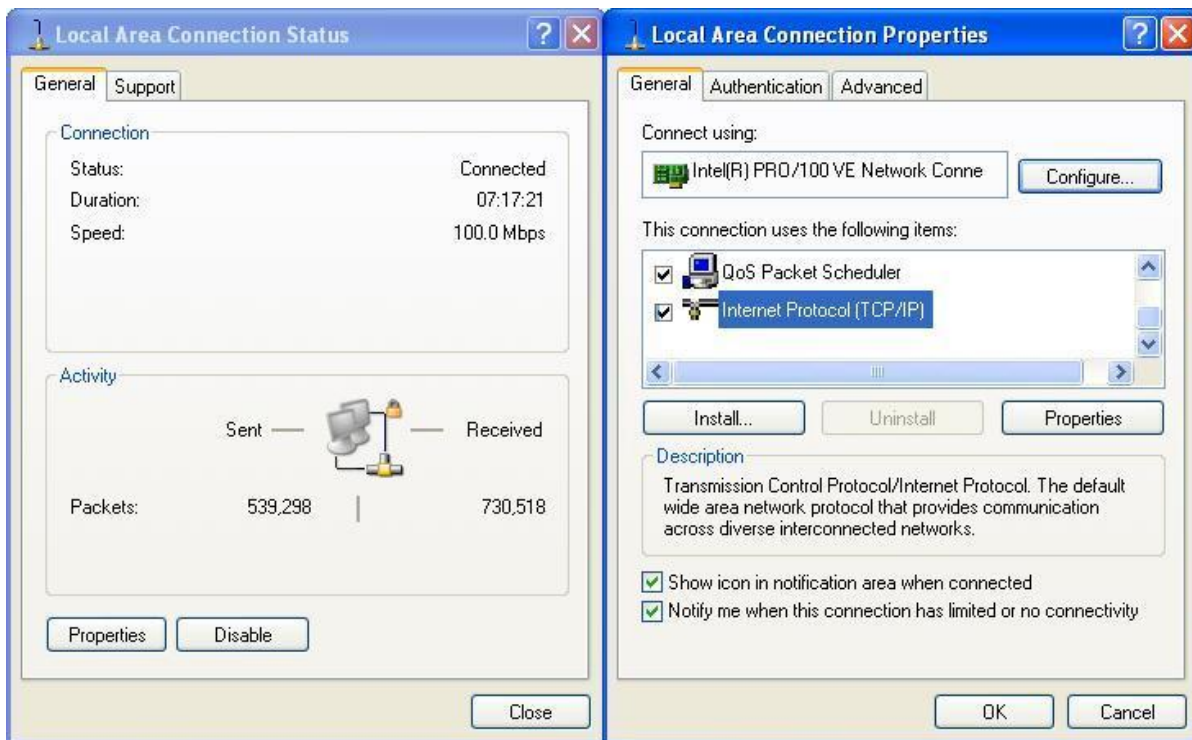 Local Area Connection Status
General Support
Connection
Status: Connected
Duration: 07:17:21
Speed: 100.0 Mbps
Activity
Sent Received
Packets: 539,298 730,518
Properties Disable
Close
Local Area Connection Properties
General Authentication Advanced
Connect using:
Intel(R) PRO/100 VE Network Conne
Configure...
This connection uses the following items:
QoS Packet Scheduler
Internet Protocol (TCP/IP)
Install... Uninstall Properties
Description
Transmission Control Protocol/Internet Protocol. The default
wide area network protocol that provides communication
across diverse interconnected networks.
Show icon in notification area when connected
Notify me when this connection has limited or no connectivity
OK Cancel